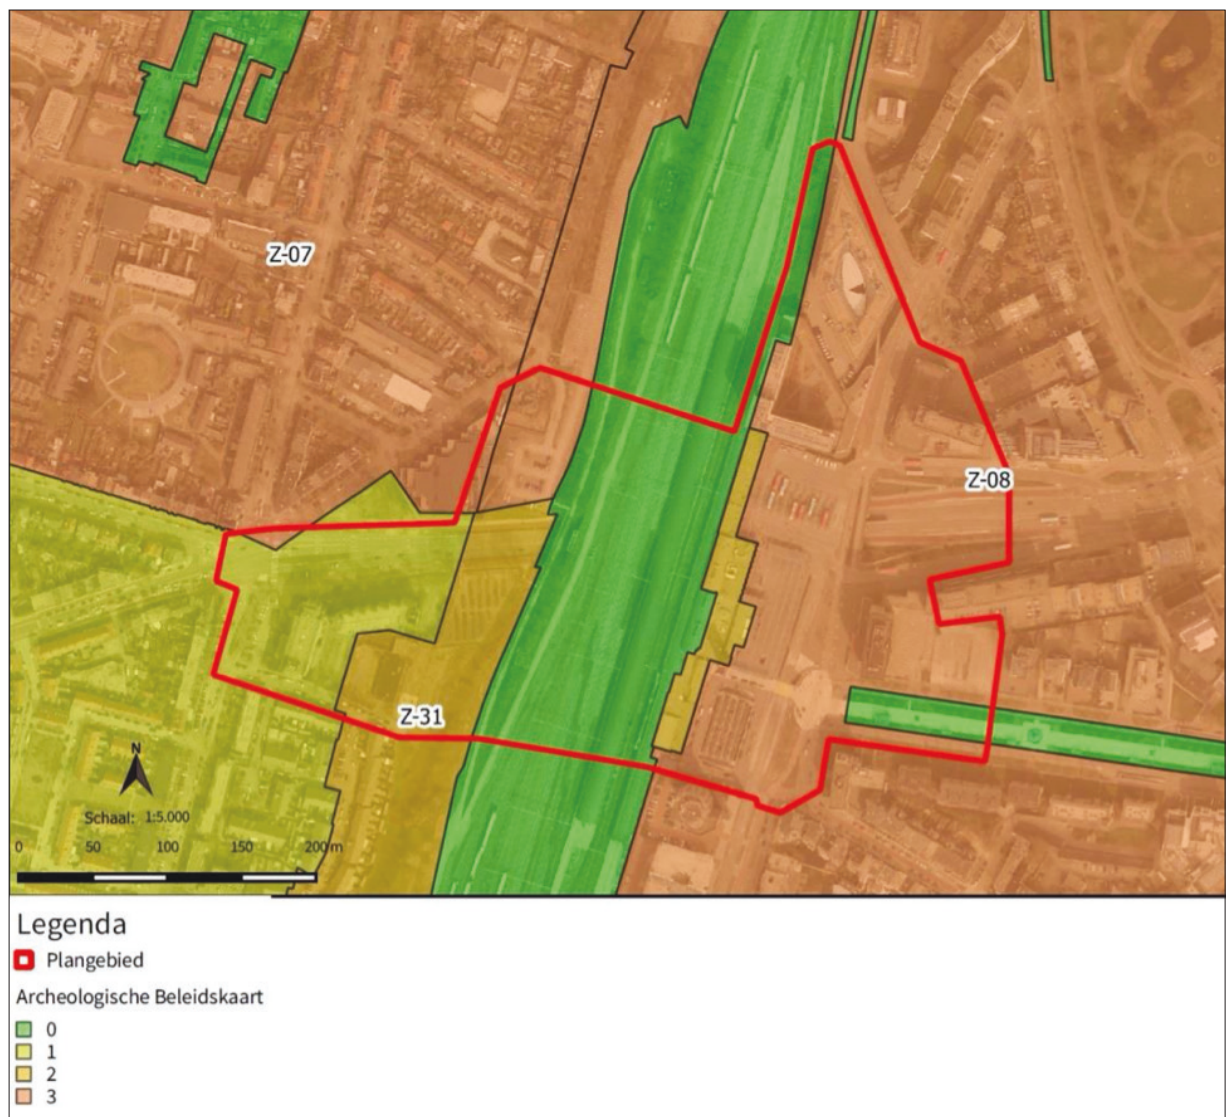 Z-07
Z-08
Z-31
N
Schaal: 1:5.000
0 50 100 150 200 m
Legenda
Plangebied
Archeologische Beleidskaart
0
1
2
3